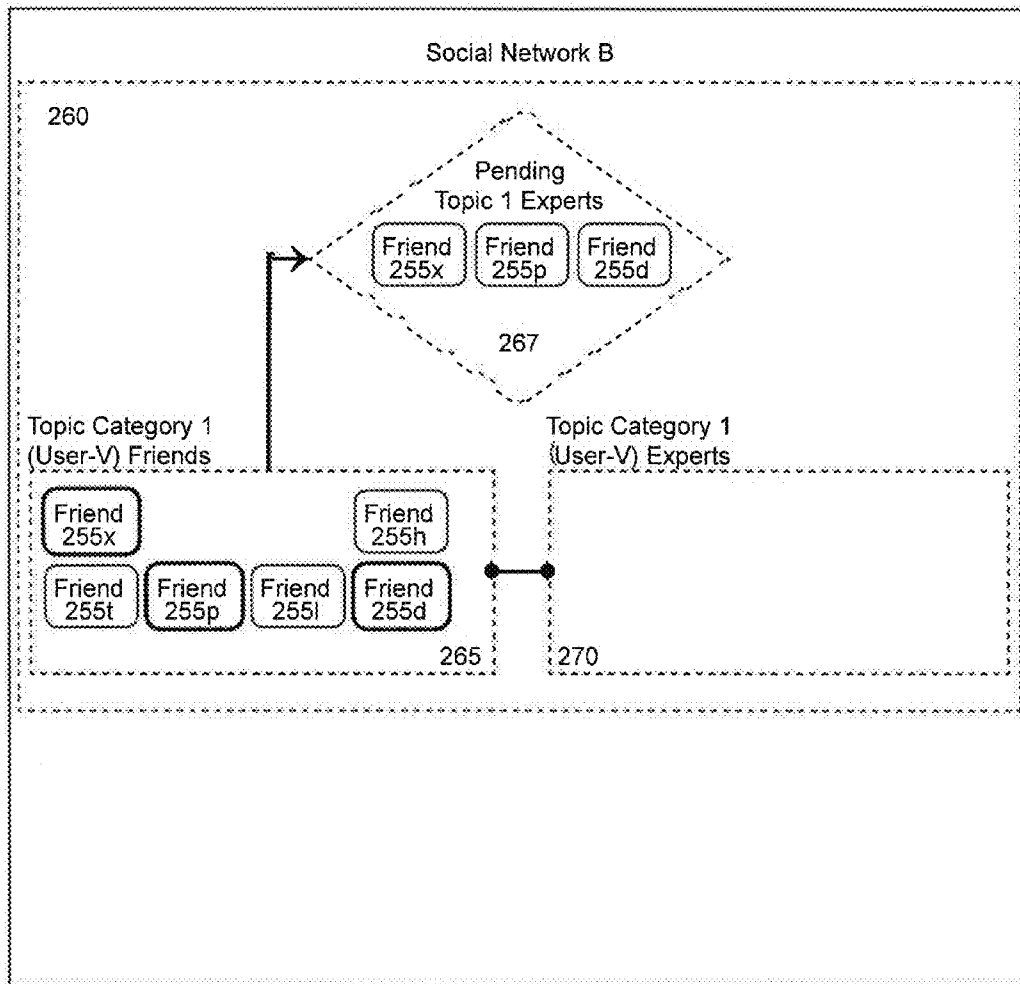 Social Network B
260
Pending
Topic 1 Experts
Friend
255x
Friend
255p
Friend
255d
267
Topic Category 1
(User-V) Friends
Topic Category 1
(User-V) Experts
Friend
255x
Friend
255h
Friend
255t
Friend
255p
Friend
255l
Friend
255d
265
270